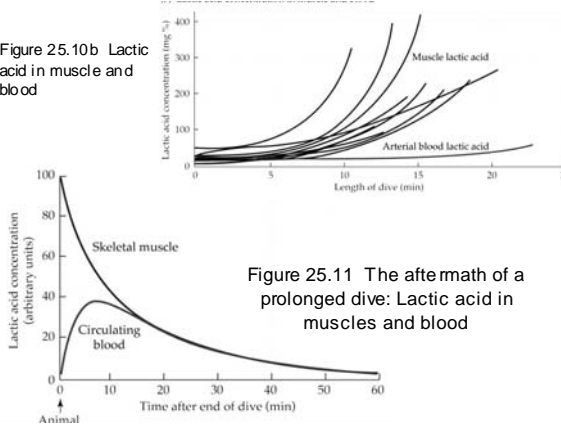 Figure 25.10b Lactic
acid in muscle and
blood
Lactic acid concentration (mg %)
400
300
200
100
0
Muscle lactic acid
Arterial blood lactic acid
0
5
10
15
20
Length of dive (min)
Lactic acid concentration
(arbitrary units)
100
80
60
40
20
0
Skeletal muscle
Circulating
blood
0
10
20
30
40
50
60
Time after end of dive (min)
Animal
Figure 25.11 The aftermath of a
prolonged dive: Lactic acid in
muscles and blood